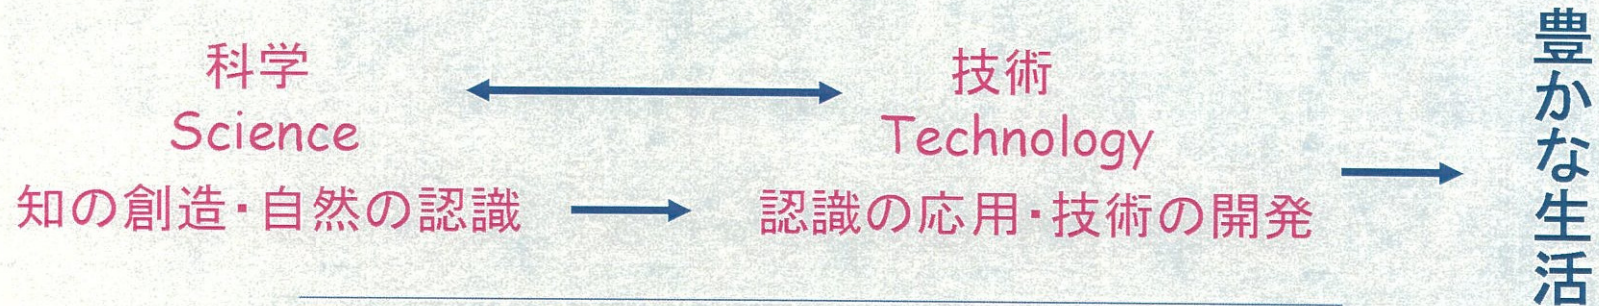 科学
Science
知の創造・自然の認識
技術
Technology
認識の応用・技術の開発
豊かな生活